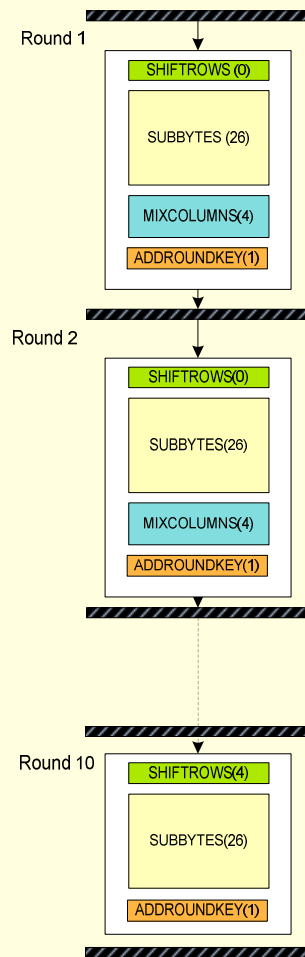 Round 1
SHIFTROWS (0)
SUBBYTES (26)
MIXCOLUMNS(4)
ADDROUNDKEY(1)
Round 2
SHIFTROWS(0)
SUBBYTES(26)
MIXCOLUMNS(4)
ADDROUNDKEY(1)
Round 10
SHIFTROWS(4)
SUBBYTES(26)
ADDROUNDKEY(1)